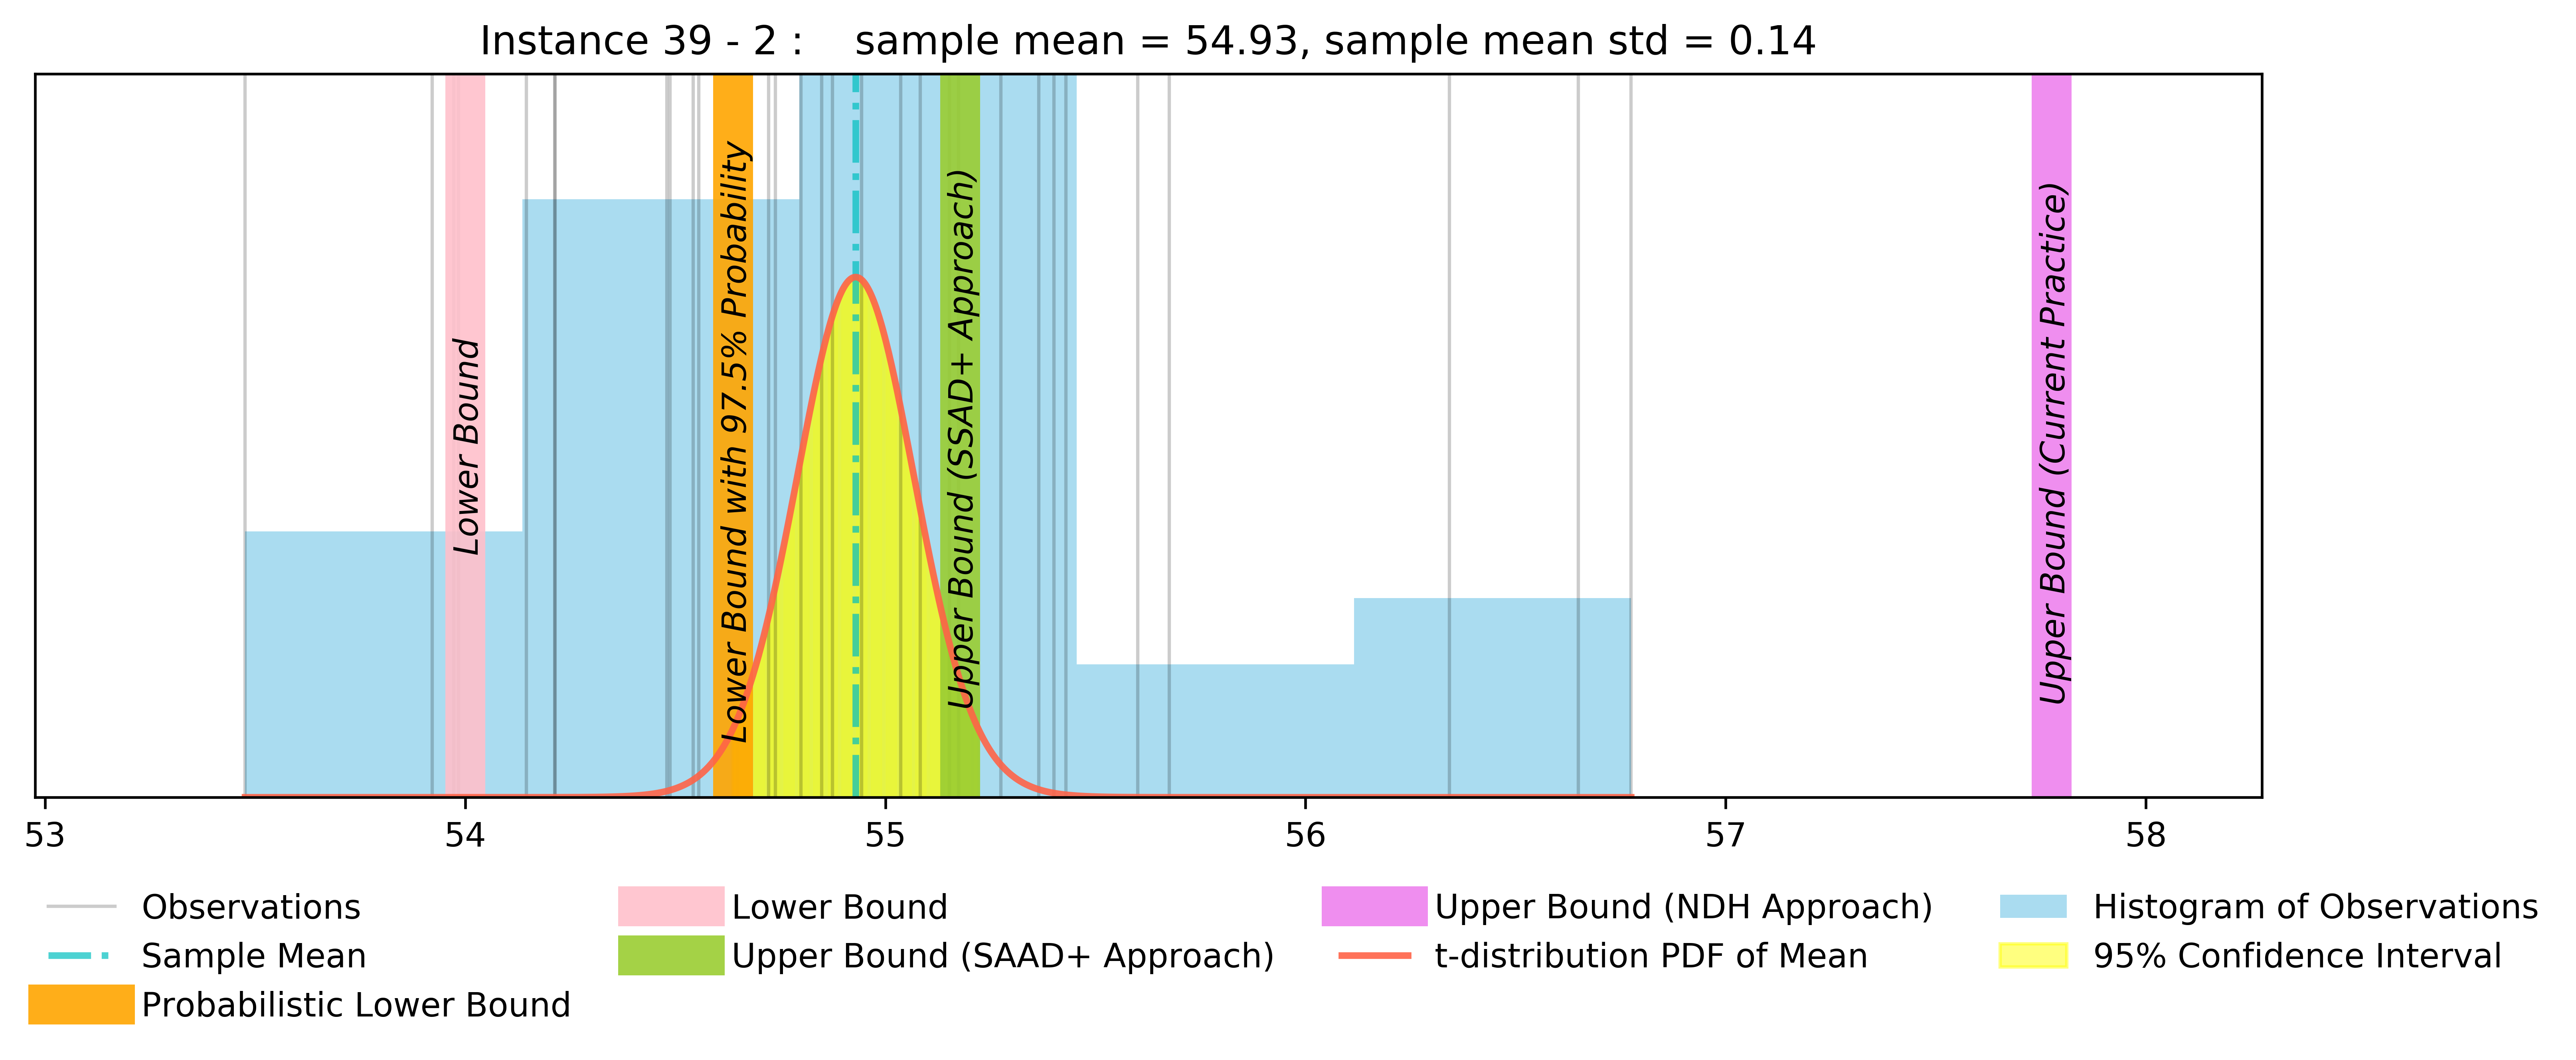 Instance 39 - 2 : sample mean = 54.93, sample mean std = 0.14
Lower Bound
Lower Bound with 97.5% Probability
Upper Bound (SSAD+ Approach)
Upper Bound (Current Practice)
53 54 55 56 57 58
Observations
Sample Mean
Probabilistic Lower Bound
Lower Bound
Upper Bound (SAAD+ Approach)
Upper Bound (NDH Approach)
t-distribution PDF of Mean
Histogram of Observations
95% Confidence Interval